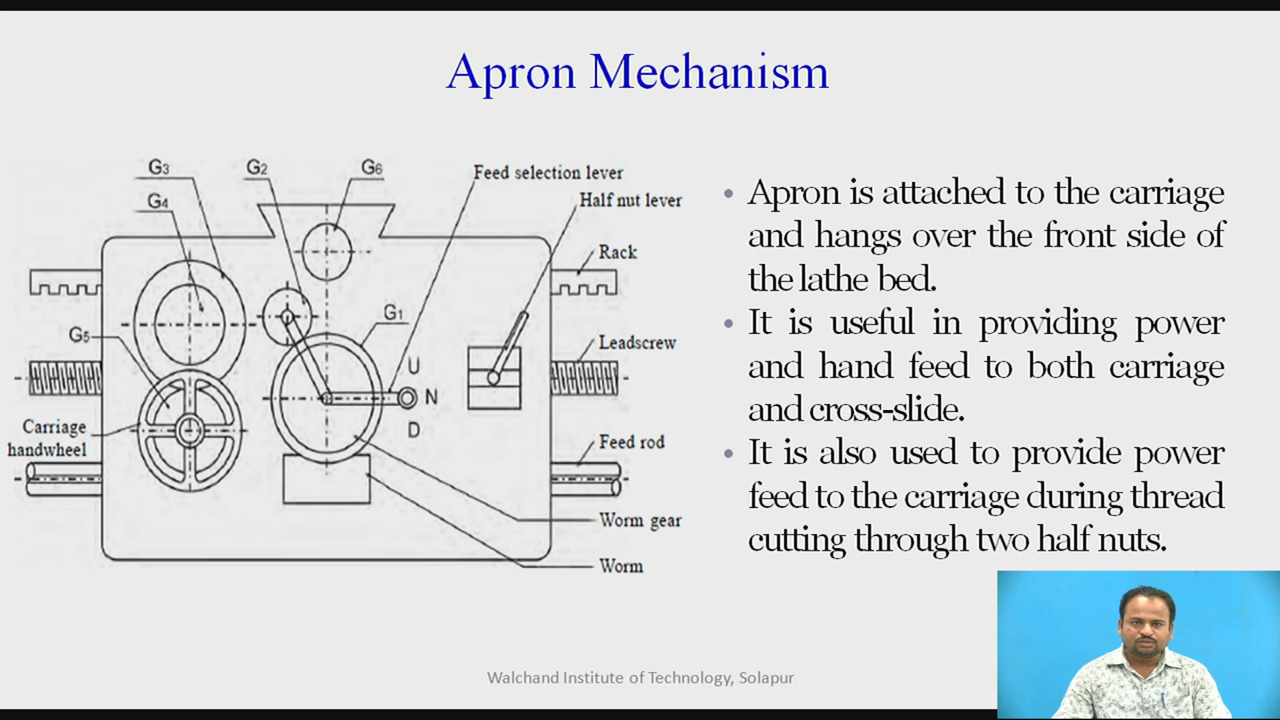 Apron Mechanism
G3
G2
G6
Feed selection lever
G4
Half nut lever
Rack
G1
G5
Leadscrew
U
N
D
Carriage
handwheel
Feed rod
Worm gear
Worm
• Apron is attached to the carriage
and hangs over the front side of
the lathe bed.
• It is useful in providing power
and hand feed to both carriage
and cross-slide.
• It is also used to provide power
feed to the carriage during thread
cutting through two half nuts.
Walchand Institute of Technology, Solapur